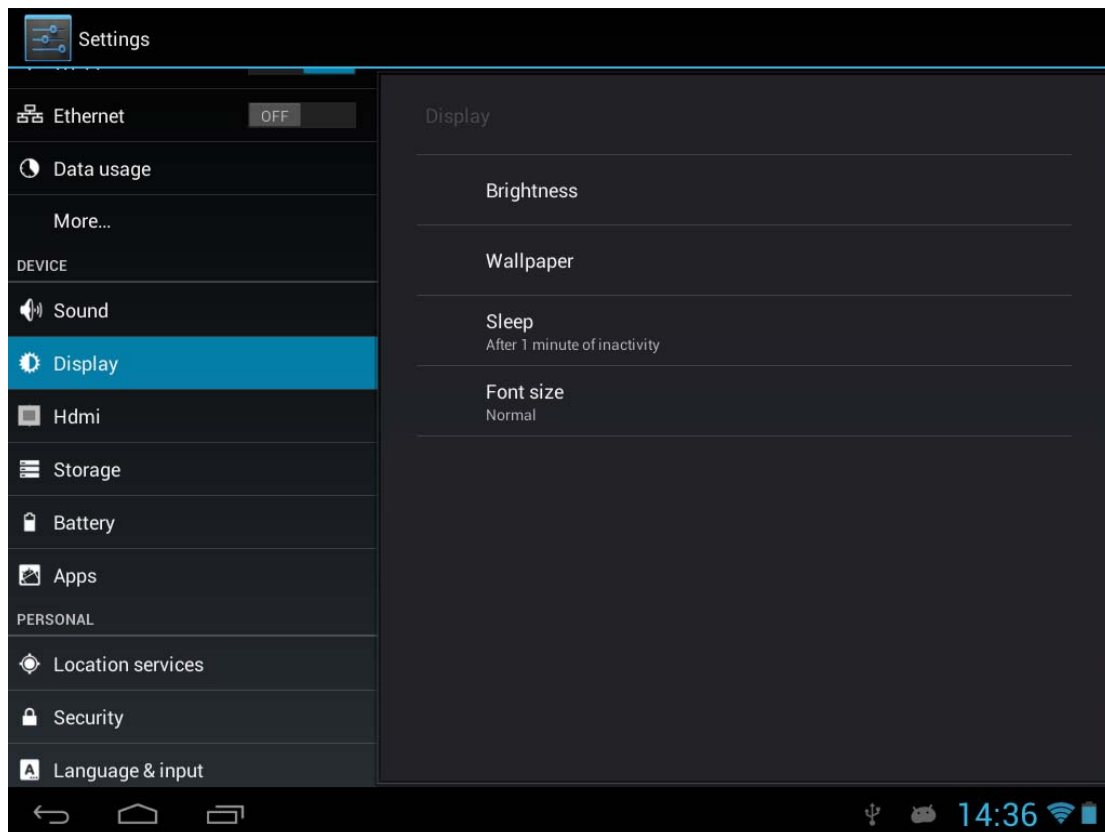 Settings
Ethernet OFF
Data usage
More...
DEVICE
Sound
Display
Hdmi
Storage
Battery
Apps
PERSONAL
Location services
Security
Language & input
Display
Brightness
Wallpaper
Sleep
After 1 minute of inactivity
Font size
Normal
14:36